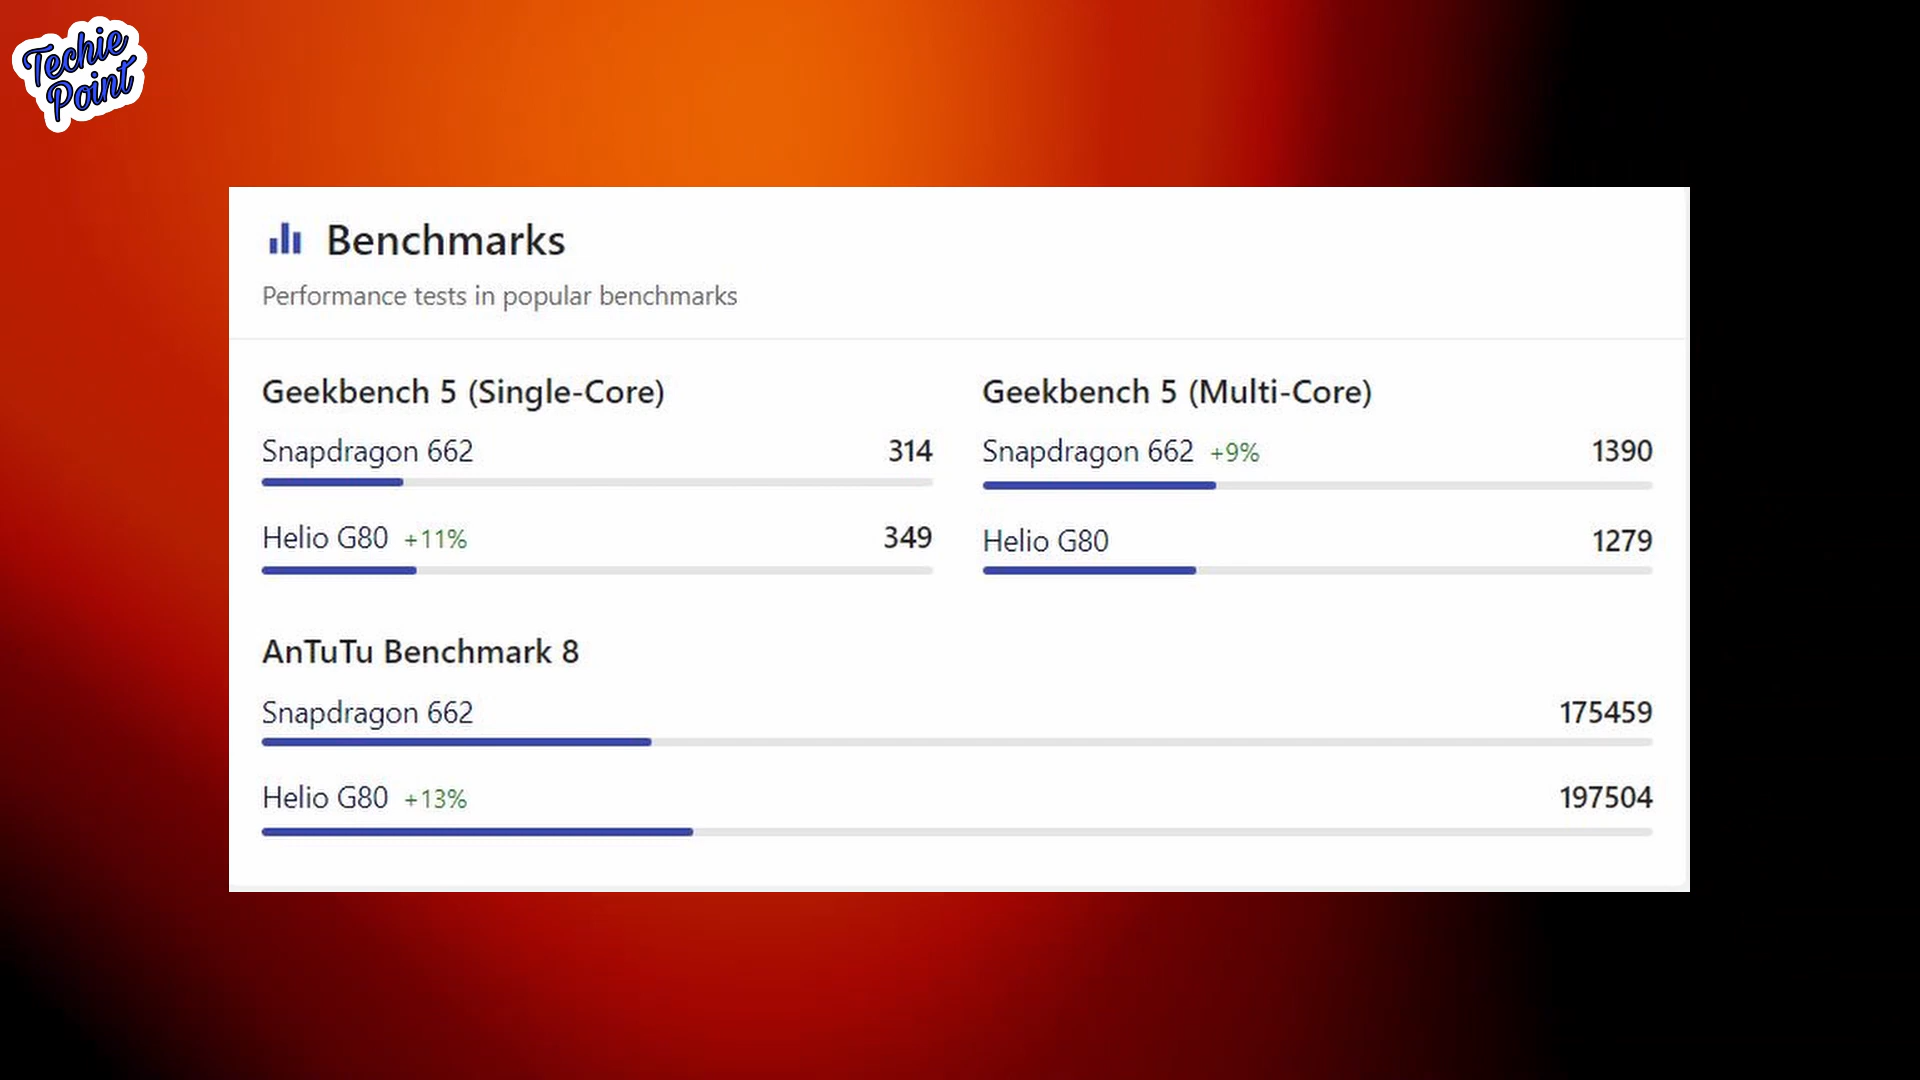 Techie
Point
Benchmarks
Performance tests in popular benchmarks
Geekbench 5 (Single-Core)
Snapdragon 662 314
Helio G80 +11% 349
Geekbench 5 (Multi-Core)
Snapdragon 662 +9% 1390
Helio G80 1279
AnTuTu Benchmark 8
Snapdragon 662 175459
Helio G80 +13% 197504